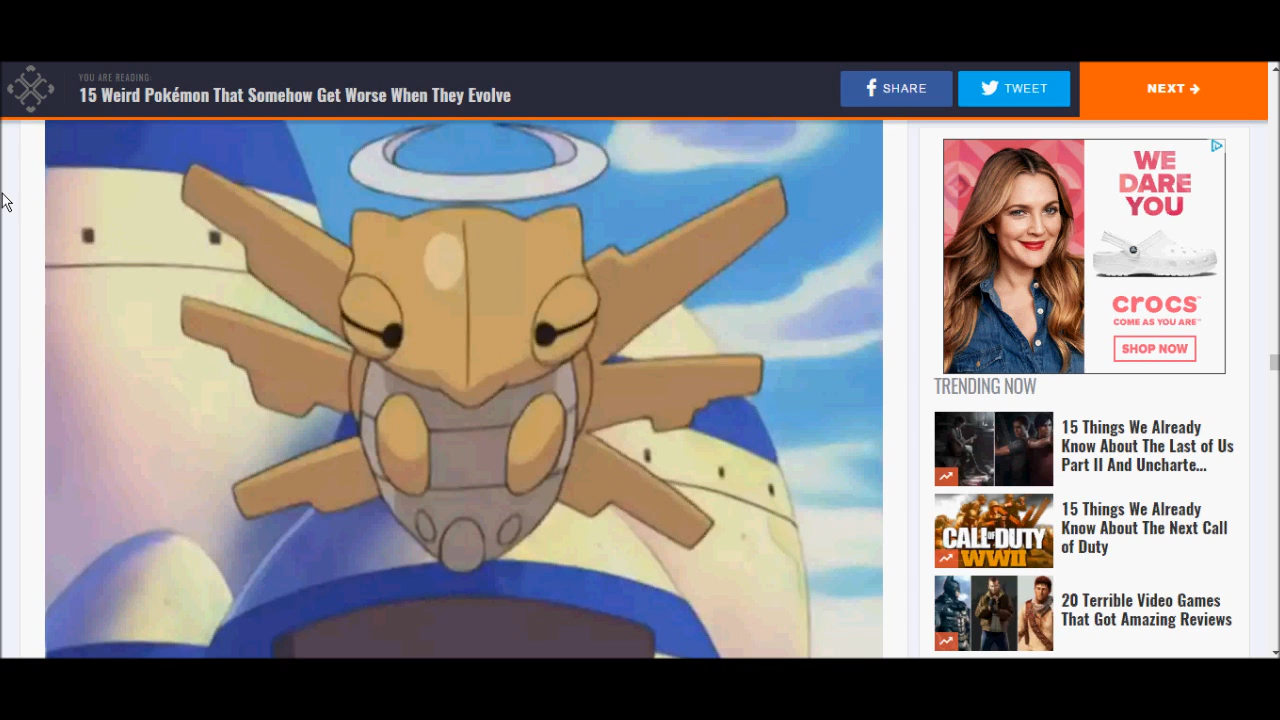 YOU ARE READING:
15 Weird Pokémon That Somehow Get Worse When They Evolve
SHARE
TWEET
NEXT
WE
DARE
YOU
crocs™
COME AS YOU ARE™
SHOP NOW
TRENDING NOW
15 Things We Already
Know About The Last of Us
Part II And Uncharte...
15 Things We Already
Know About The Next Call
of Duty
CALL OF DUTY
WWII
20 Terrible Video Games
That Got Amazing Reviews